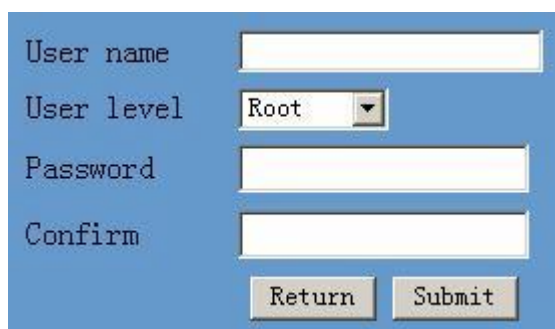 User name
User level Root
Password
Confirm
Return Submit